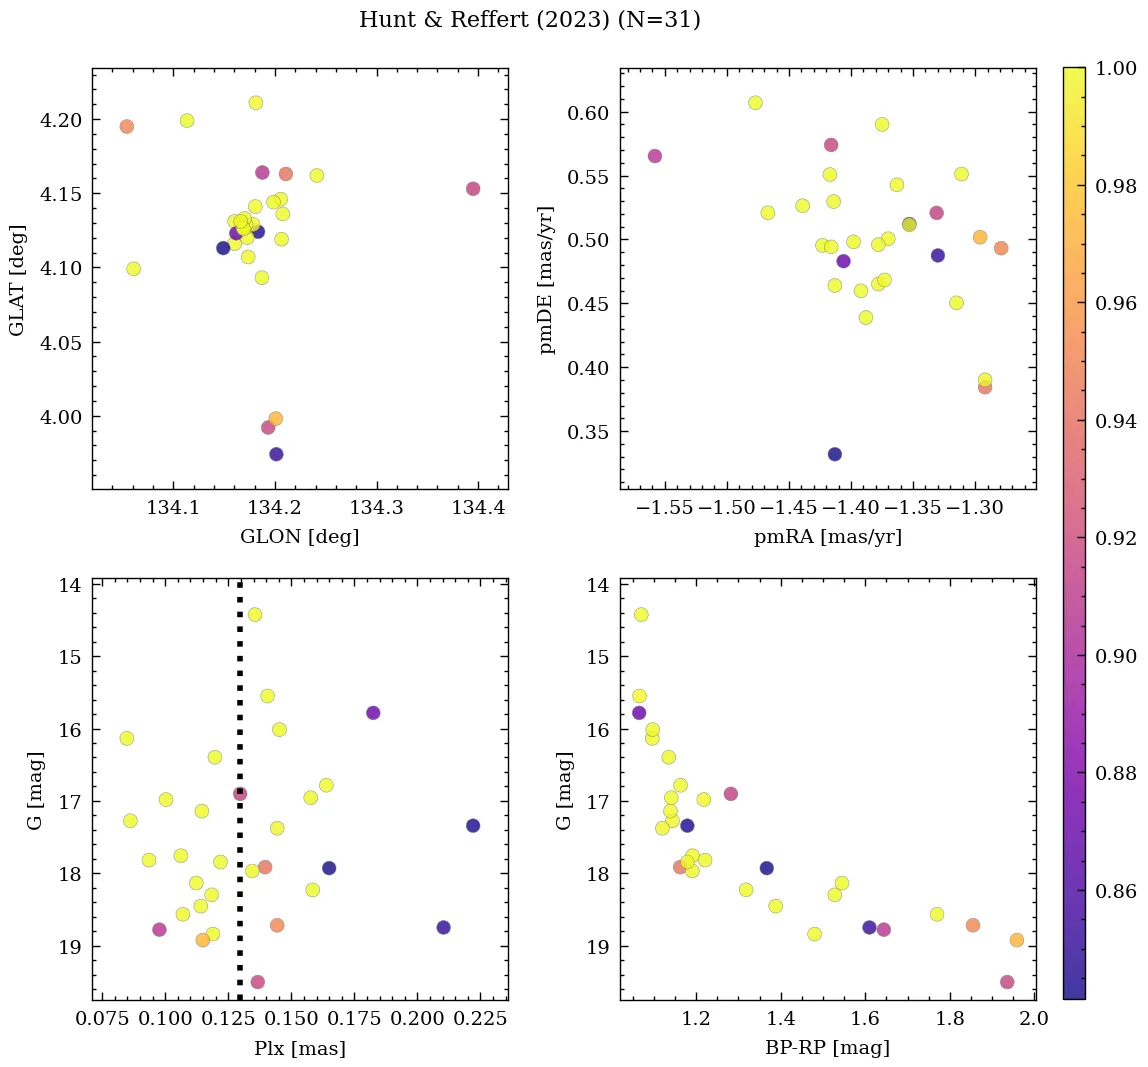 Hunt & Reffert (2023) (N=31)
4.20
4.15
4.10
4.05
4.00
GLAT [deg]
134.1 134.2 134.3 134.4
GLON [deg]
0.60
0.55
0.50
0.45
0.40
0.35
pmDE [mas/yr]
−1.55 −1.50 −1.45 −1.40 −1.35 −1.30
pmRA [mas/yr]
1.00
0.98
0.96
0.94
0.92
0.90
0.88
0.86
14
15
16
17
18
19
G [mag]
0.075 0.100 0.125 0.150 0.175 0.200 0.225
Plx [mas]
14
15
16
17
18
19
G [mag]
1.2 1.4 1.6 1.8 2.0
BP-RP [mag]